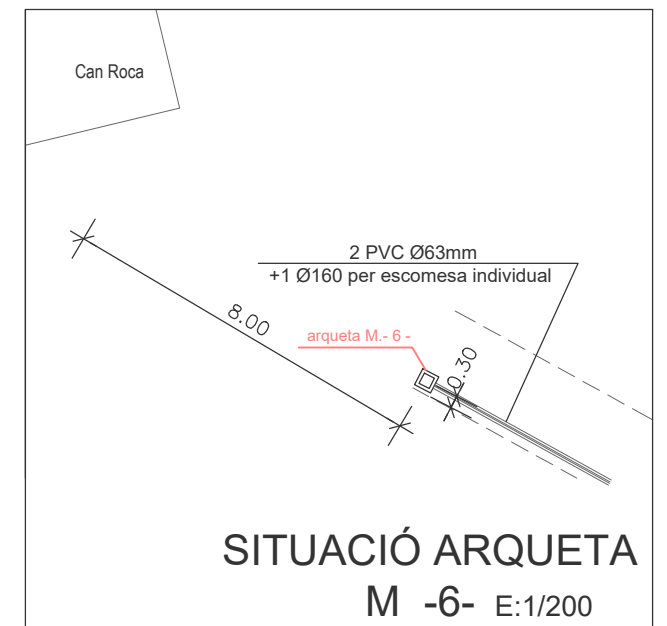 Can Roca
2 PVC Ø63mm
+1 Ø160 per escomesa individual
8.00
arqueta M.- 6 -
0.30
SITUACIÓ ARQUETA
M -6- E:1/200